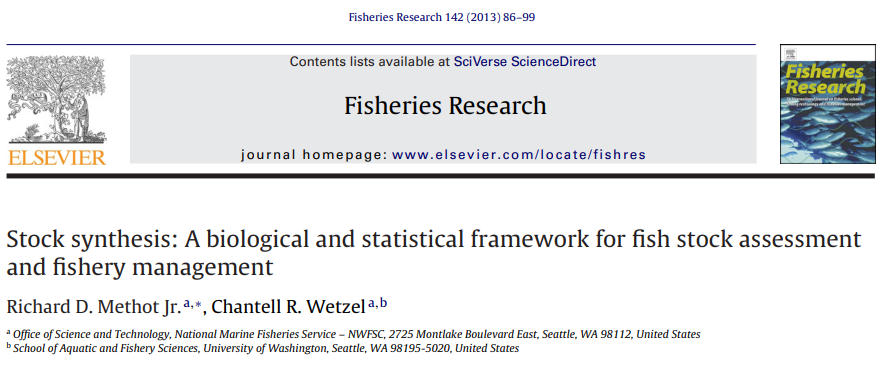 Fisheries Research 142 (2013) 86–99
Contents lists available at SciVerse ScienceDirect
Fisheries Research
journal homepage: www.elsevier.com/locate/fishres
ELSEVIER
Fisheries
Research
Stock synthesis: A biological and statistical framework for fish stock assessment
and fishery management
Richard D. Methot Jr.a,*, Chantell R. Wetzela,b
a Office of Science and Technology, National Marine Fisheries Service – NWFSC, 2725 Montlake Boulevard East, Seattle, WA 98112, United States
b School of Aquatic and Fishery Sciences, University of Washington, Seattle, WA 98195-5020, United States